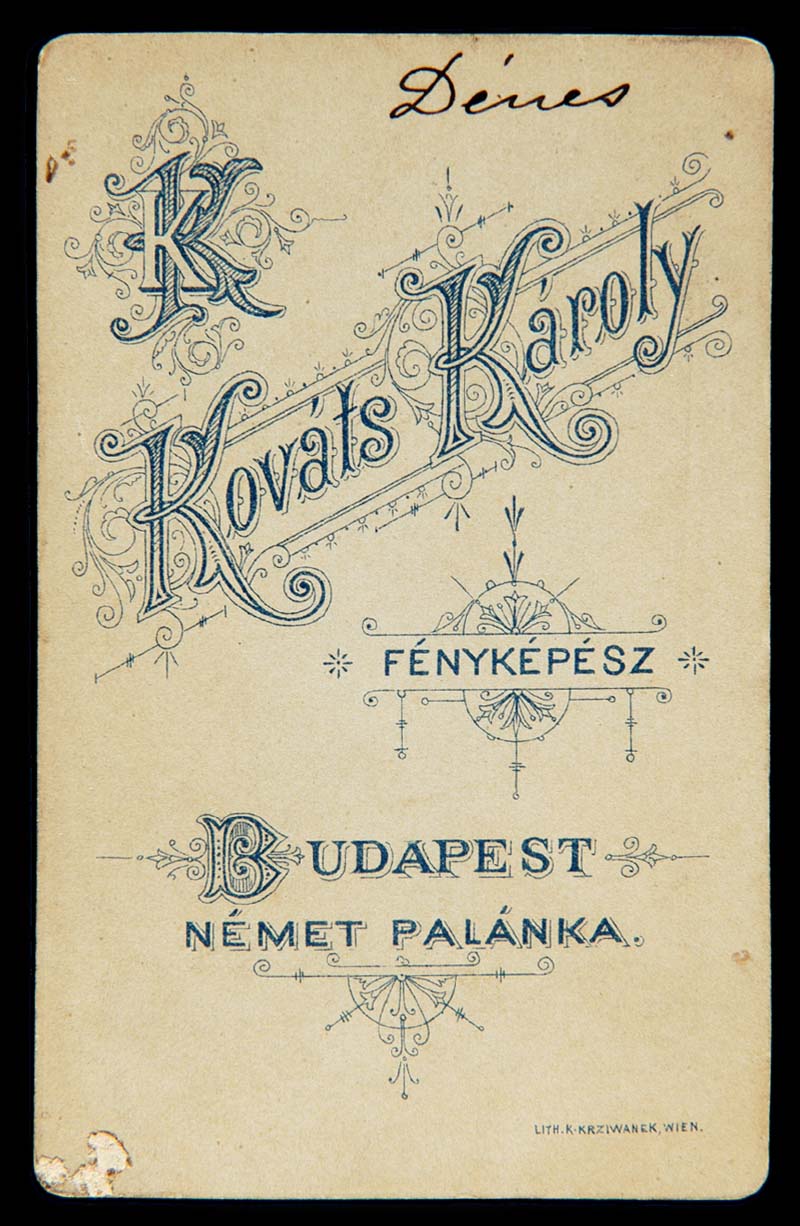 Dénes
KK
Kováts Károly
FÉNYKÉPÉSZ
BUDAPEST
NÉMET PALÁNKA.
LITH. K. KRZIWANEK, WIEN.